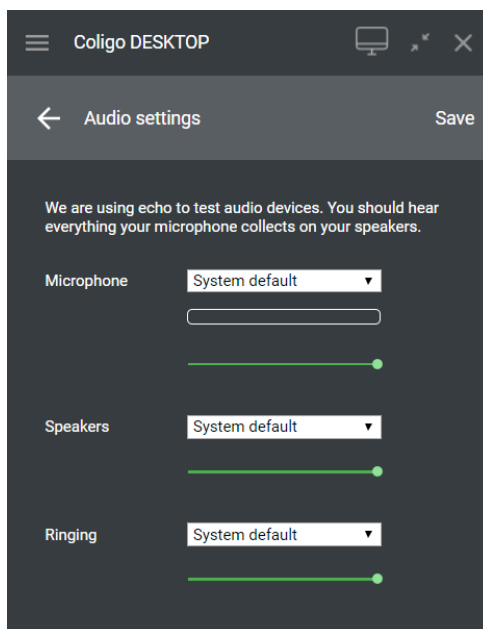 Coligo DESKTOP
Audio settings
Save
We are using echo to test audio devices. You should hear
everything your microphone collects on your speakers.
Microphone
System default
Speakers
System default
Ringing
System default